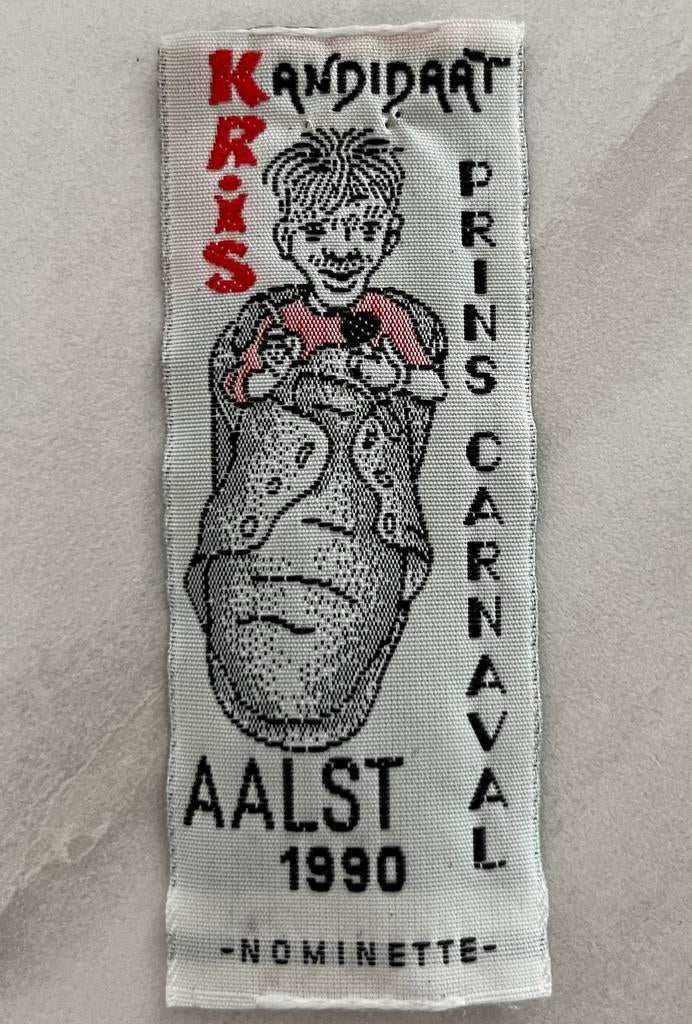 KANDIDAAT
KRiS
PRINS CARNAVAL
AALST
1990
-NOMINETTE-